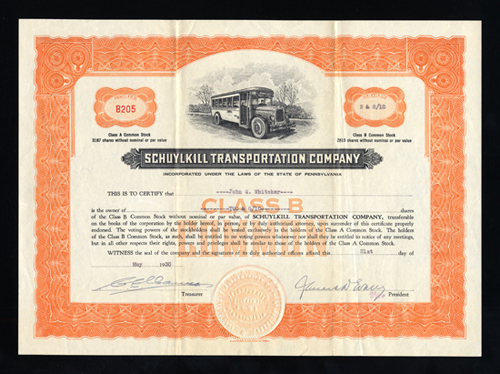 B205
2 & 8/10
Class A Common Stock
3187 shares without nominal or par value
Class B Common Stock
2813 shares without nominal or par value
SCHUYLKILL TRANSPORTATION COMPANY
INCORPORATED UNDER THE LAWS OF THE STATE OF PENNSYLVANIA
THIS IS TO CERTIFY that John G. Whitaker
CLASS B
is the owner of
of the Class B Common Stock without nominal or par value, of SCHUYLKILL TRANSPORTATION COMPANY, transferable
on the books of the corporation by the holder hereof, in person, or by duly authorized attorney, upon surrender of this certificate properly
endorsed. The voting powers of the stockholders shall be vested exclusively in the holders of the Class A Common Stock. The holders
of the Class B Common Stock, as such, shall be entitled to no voting powers whatsoever nor shall they be entitled to notice of any meetings,
but in all other respects their rights, powers and privileges shall be similar to those of the holders of the Class A Common Stock.
WITNESS the seal of the company and the signatures of its duly authorized officers affixed this 21st day of
May
Treasurer
President